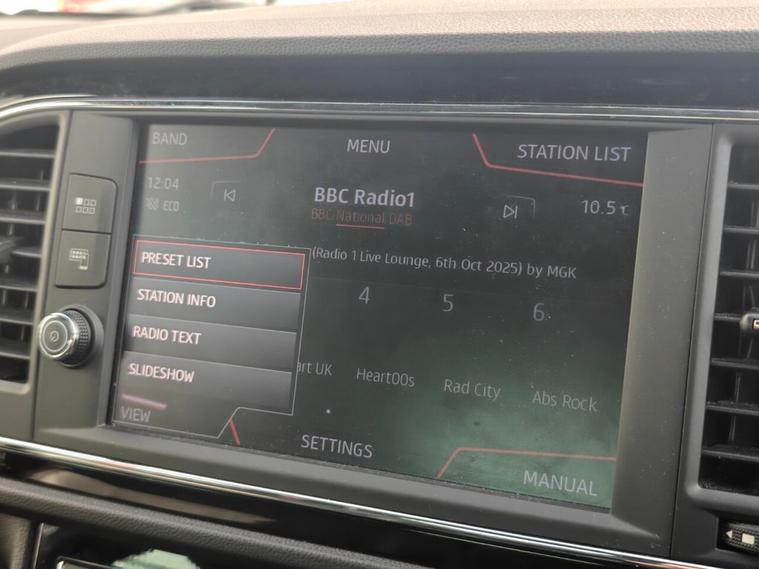 BAND
MENU
STATION LIST
12:04
ECO
BBC Radio1
10.5°c
BBC National DAB
(Radio 1 Live Lounge, 6th Oct 2025) by MGK
PRESET LIST
STATION INFO
RADIO TEXT
SLIDESHOW
VIEW
4
5
6
art UK
Heart00s
Rad City
Abs Rock
SETTINGS
MANUAL